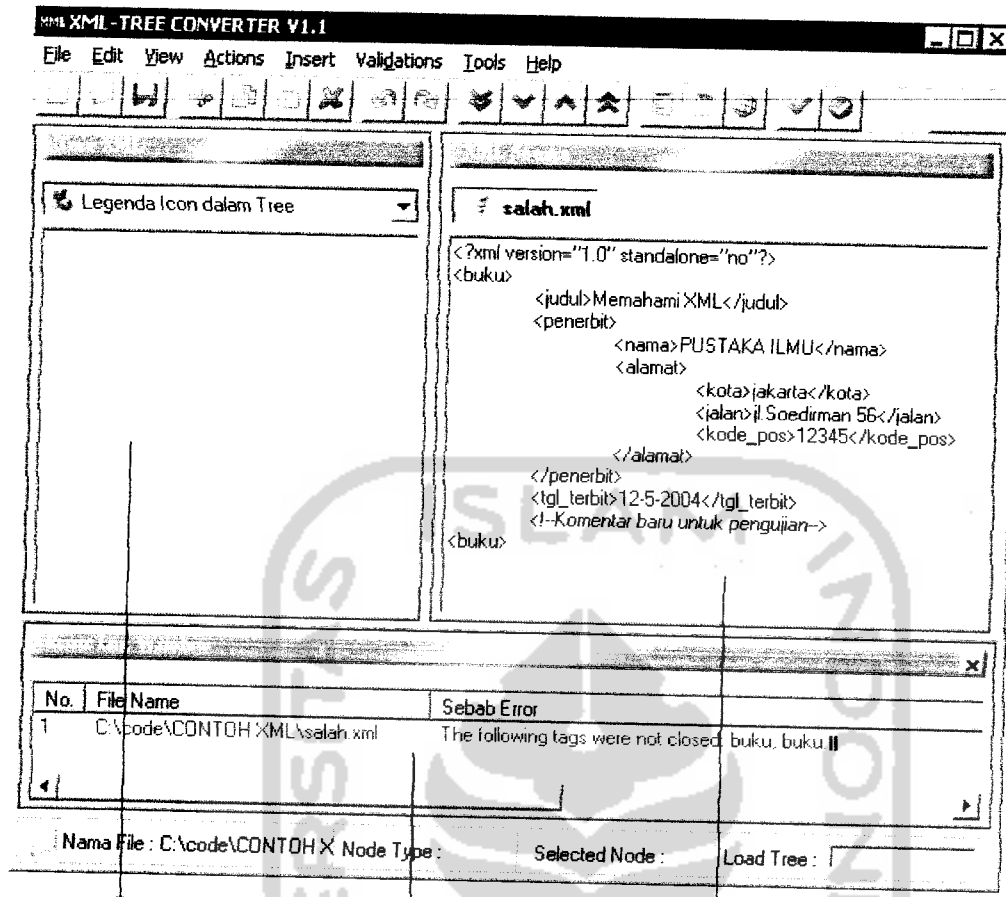 XML XML-TREE CONVERTER V1.1
File Edit View Actions Insert Validations Tools Help
Legenda Icon dalam Tree
salah.xml
<?xml version="1.0" standalone="no"?>
<buku>
<judul>Memahami XML</judul>
<penerbit>
<nama>PUSTAKA ILMU</nama>
<alamat>
<kota>jakarta</kota>
<jalan>jl.Soedirman 56</jalan>
<kode_pos>12345</kode_pos>
</alamat>
</penerbit>
<tgl_terbit>12-5-2004</tgl_terbit>
<!--Komentar baru untuk pengujian-->
<buku>
ISLAM
No. File Name Sebab Error
1 C:\code\CONTOH XML\salah.xml The following tags were not closed: buku, buku.
Nama File : C:\code\CONTOH X Node Type : Selected Node : Load Tree :